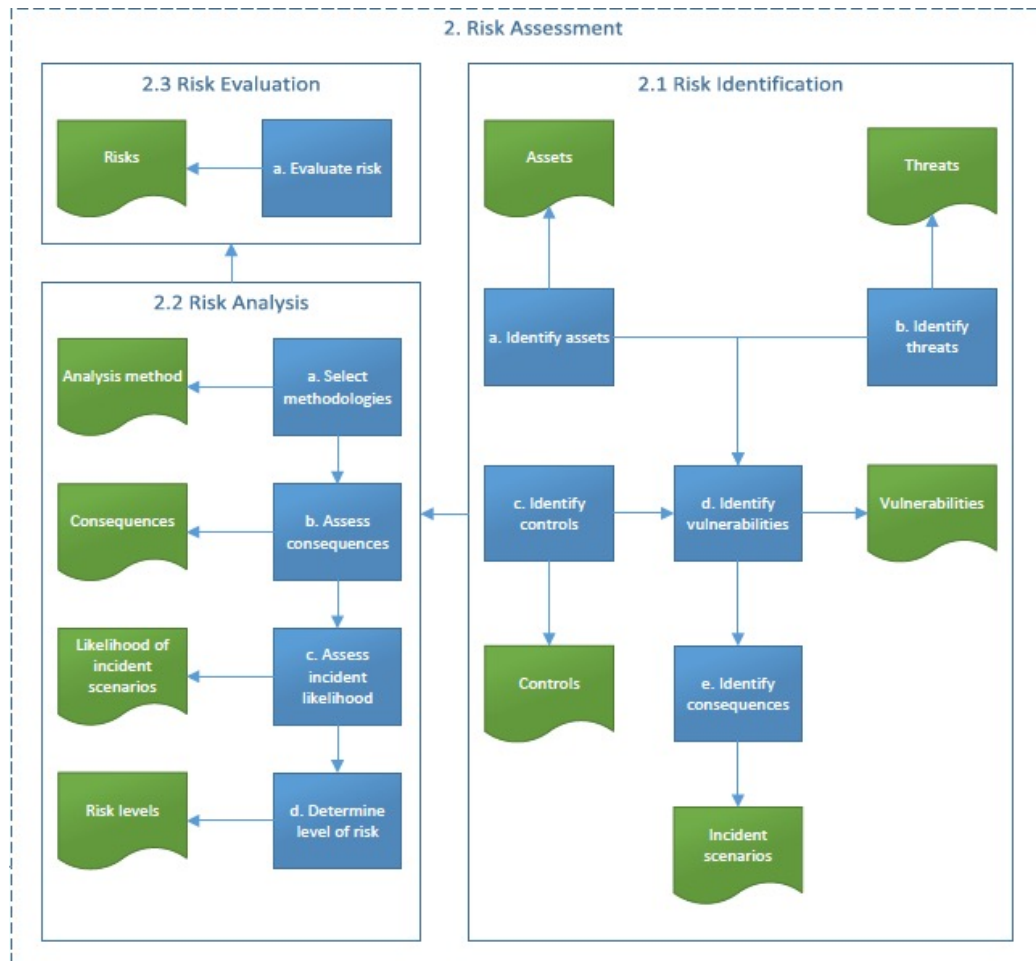 2. Risk Assessment
2.3 Risk Evaluation
Risks
a. Evaluate risk
2.2 Risk Analysis
Analysis method
a. Select
methodologies
Consequences
b. Assess
consequences
Likelihood of
incident
scenarios
c. Assess
incident
likelihood
Risk levels
d. Determine
level of risk
2.1 Risk Identification
Assets
Threats
a. Identify assets
b. Identify
threats
c. Identify
controls
d. Identify
vulnerabilities
Vulnerabilities
Controls
e. Identify
consequences
Incident
scenarios